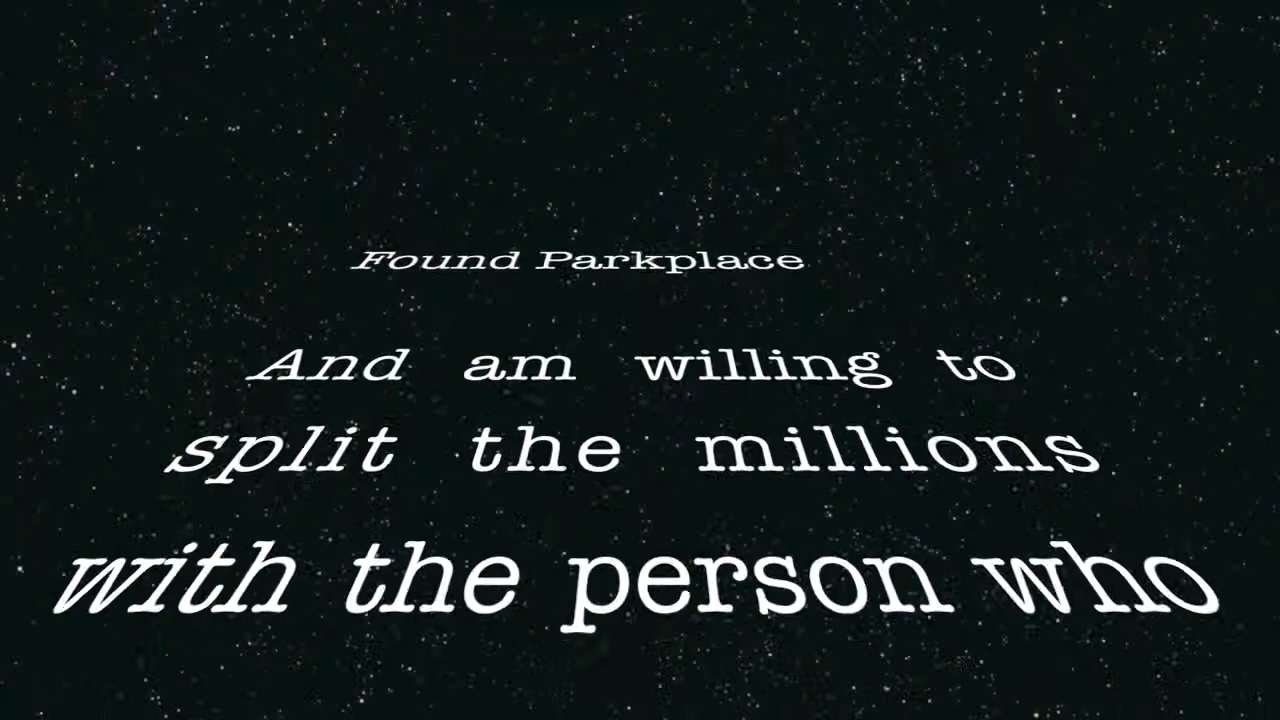 Found Parkplace
And am willing to
split the millions
with the person who